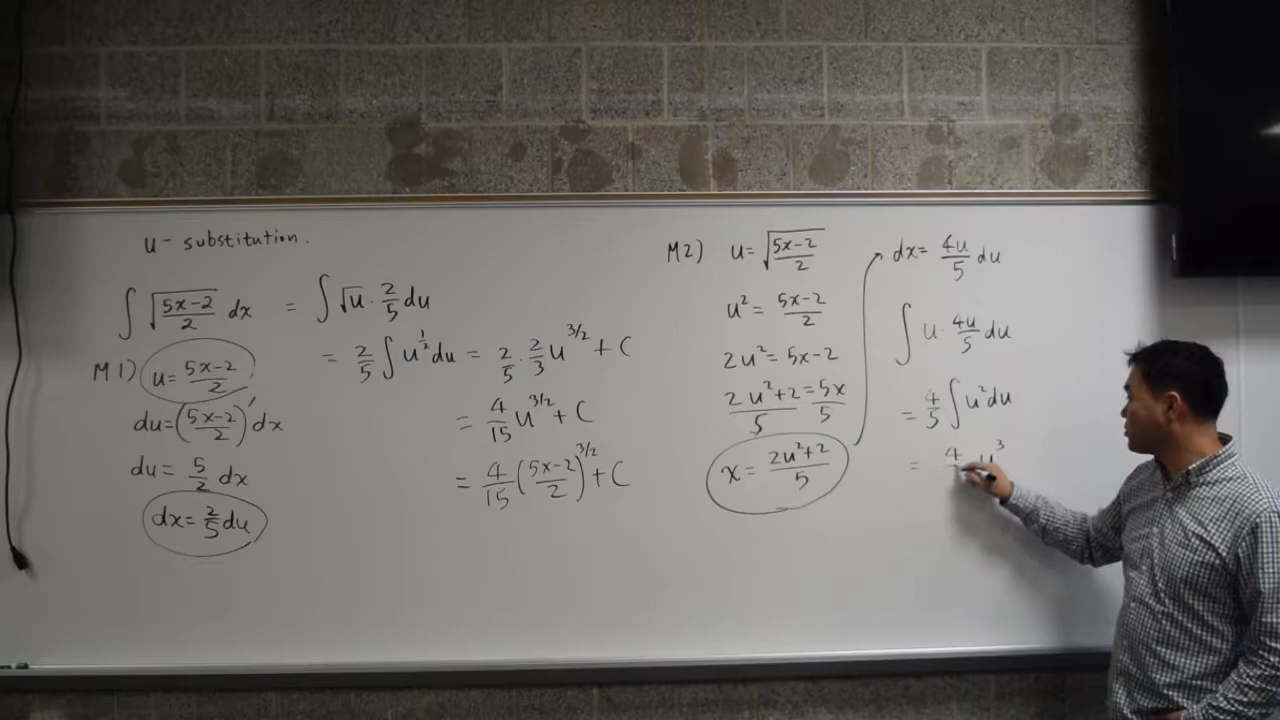 u - substitution.
∫ √((5x-2)/2) dx = ∫ √u · 2/5 du
= 2/5 ∫ u^(1/2) du = 2/5 · 2/3 u^(3/2) + C
M1) u = (5x-2)/2
du = ((5x-2)/2)' dx
= 4/15 u^(3/2) + C
du = 5/2 dx
= 4/15 ((5x-2)/2)^(3/2) + C
dx = 2/5 du
M2) u = √((5x-2)/2)
u² = (5x-2)/2
2u² = 5x-2
(2u²+2)/5 = 5x/5
x = (2u²+2)/5
dx = 4u/5 du
∫ u · 4u/5 du
= 4/5 ∫ u² du
= 4 u³